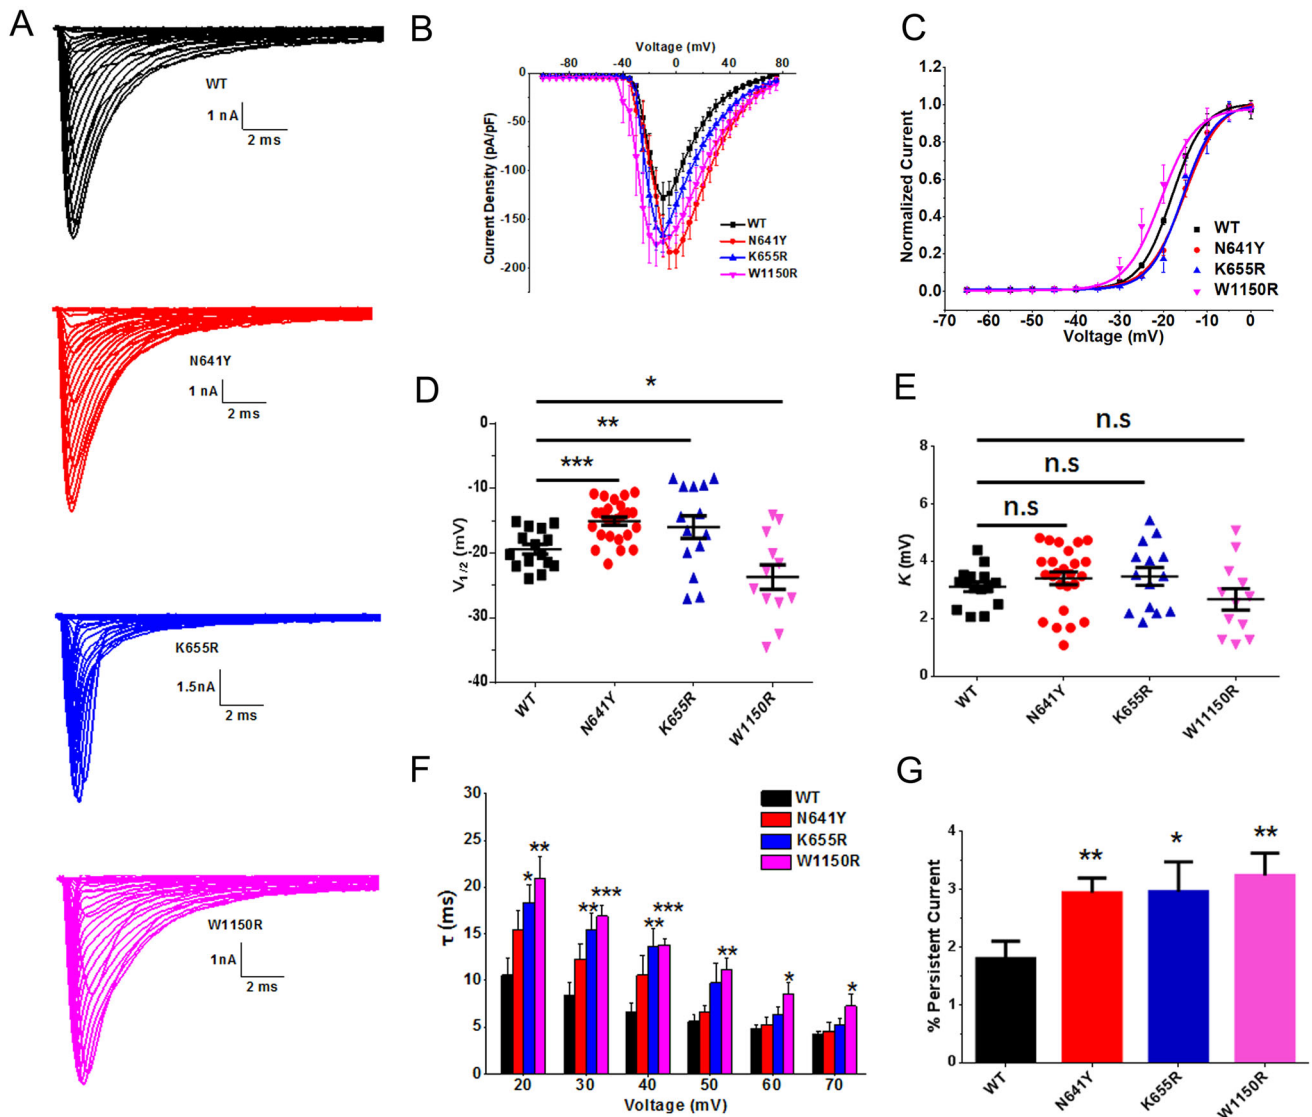 A
WT
1 nA
2 ms
N641Y
1 nA
2 ms
K655R
1.5nA
2 ms
W1150R
1nA
2 ms
B
Voltage (mV)
-80 -40 0 40 80
0
-50
-100
-150
-200
Current Density (pA/pF)
WT
N641Y
K655R
W1150R
C
1.2
1.0
0.8
0.6
0.4
0.2
0.0
Normalized Current
WT
N641Y
K655R
W1150R
-70 -60 -50 -40 -30 -20 -10 0
Voltage (mV)
D
*
**
***
0
-10
-20
-30
-40
V1/2 (mV)
WT
N641Y
K655R
W1150R
E
n.s
n.s
n.s
8
6
4
2
0
K (mV)
WT
N641Y
K655R
W11150R
F
30
25
20
15
10
5
0
τ (ms)
WT
N641Y
K655R
W1150R
* **
** ***
** ***
**
*
*
20 30 40 50 60 70
Voltage (mV)
G
4
3
2
1
0
% Persistent Current
** * **
WT
N641Y
K655R
W1150R